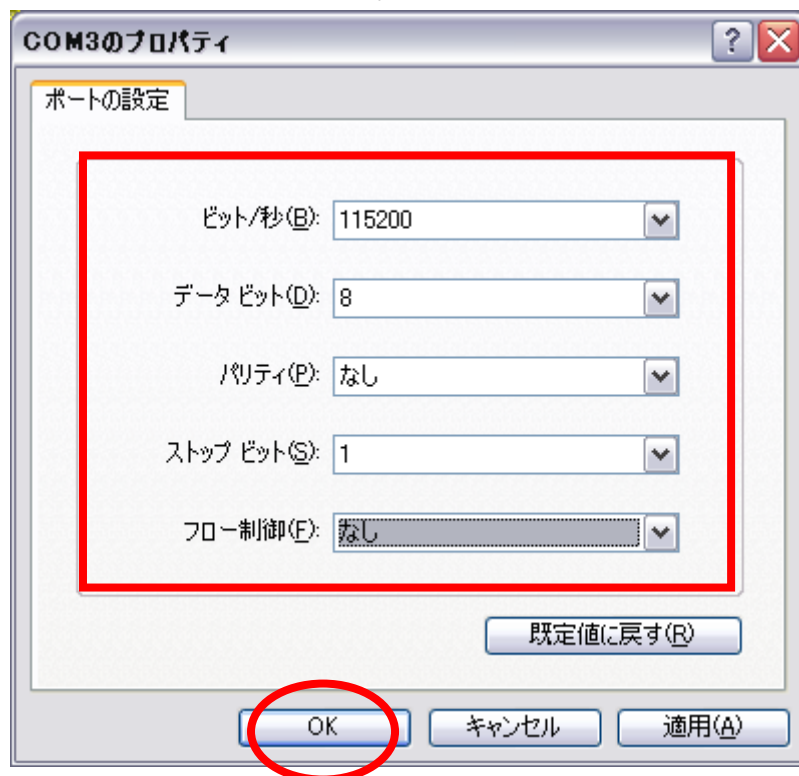 COM3のプロパティ
ポートの設定
ビット/秒(B): 115200
データ ビット(D): 8
パリティ(P): なし
ストップ ビット(S): 1
フロー制御(F): なし
既定値に戻す(R)
OK キャンセル 適用(A)